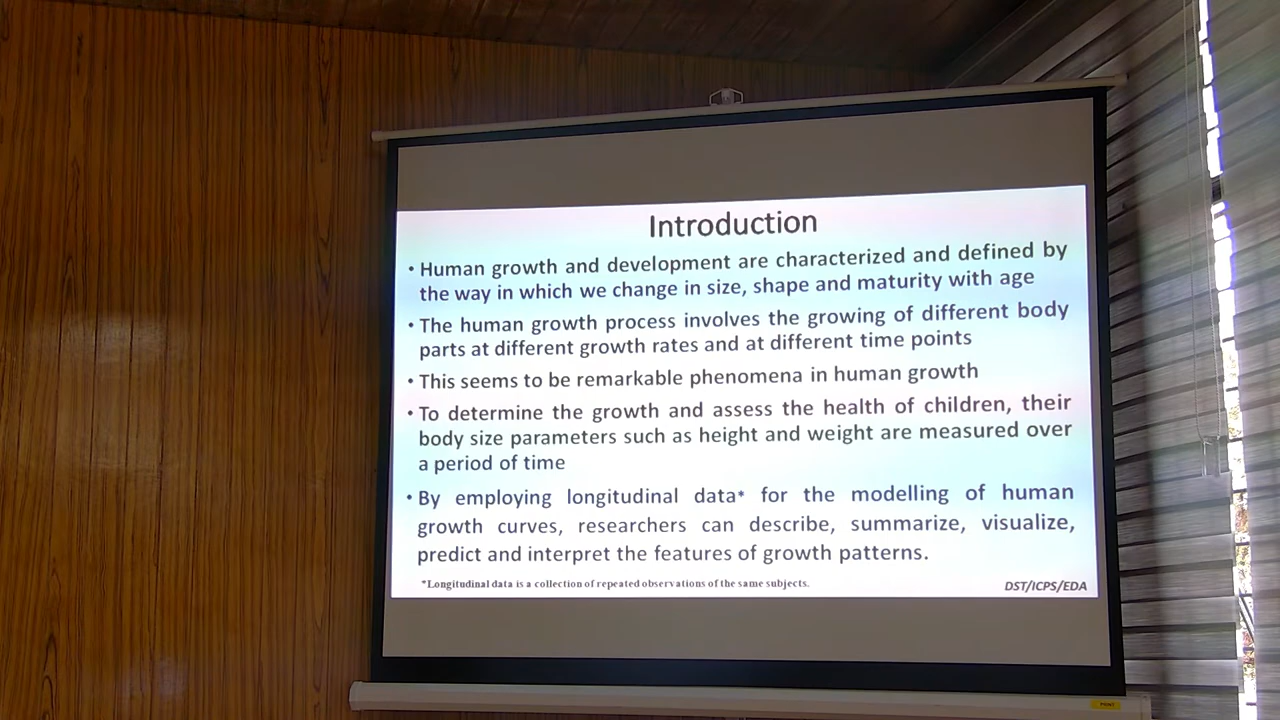 Introduction
• Human growth and development are characterized and defined by
the way in which we change in size, shape and maturity with age
• The human growth process involves the growing of different body
parts at different growth rates and at different time points
• This seems to be remarkable phenomena in human growth
• To determine the growth and assess the health of children, their
body size parameters such as height and weight are measured over
a period of time
• By employing longitudinal data* for the modelling of human
growth curves, researchers can describe, summarize, visualize,
predict and interpret the features of growth patterns.
*Longitudinal data is a collection of repeated observations of the same subjects.
DST/ICPS/EDA